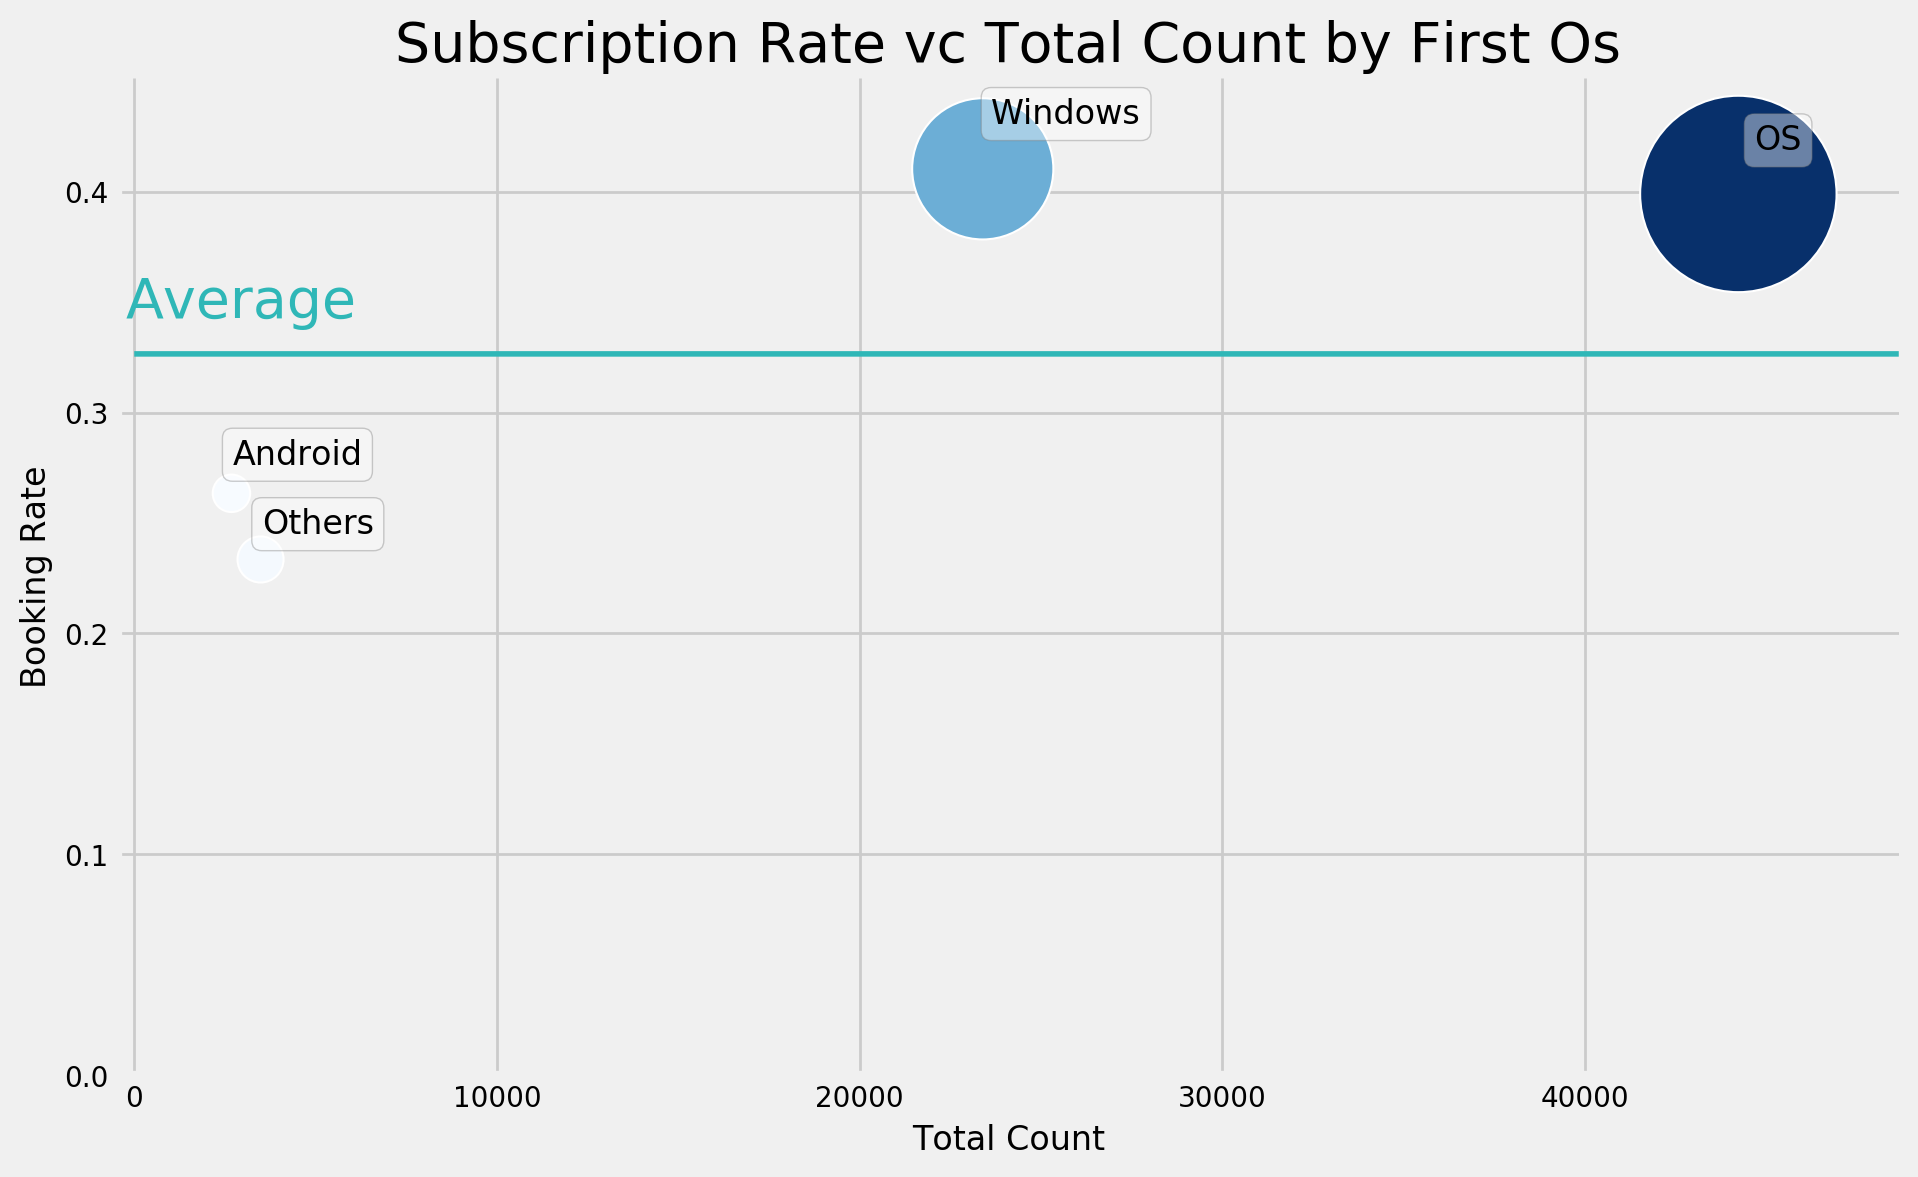 Subscription Rate vc Total Count by First Os
Windows
OS
0.4
Average
0.3
Android
Others
Booking Rate
0.2
0.1
0.0
0 10000 20000 30000 40000
Total Count